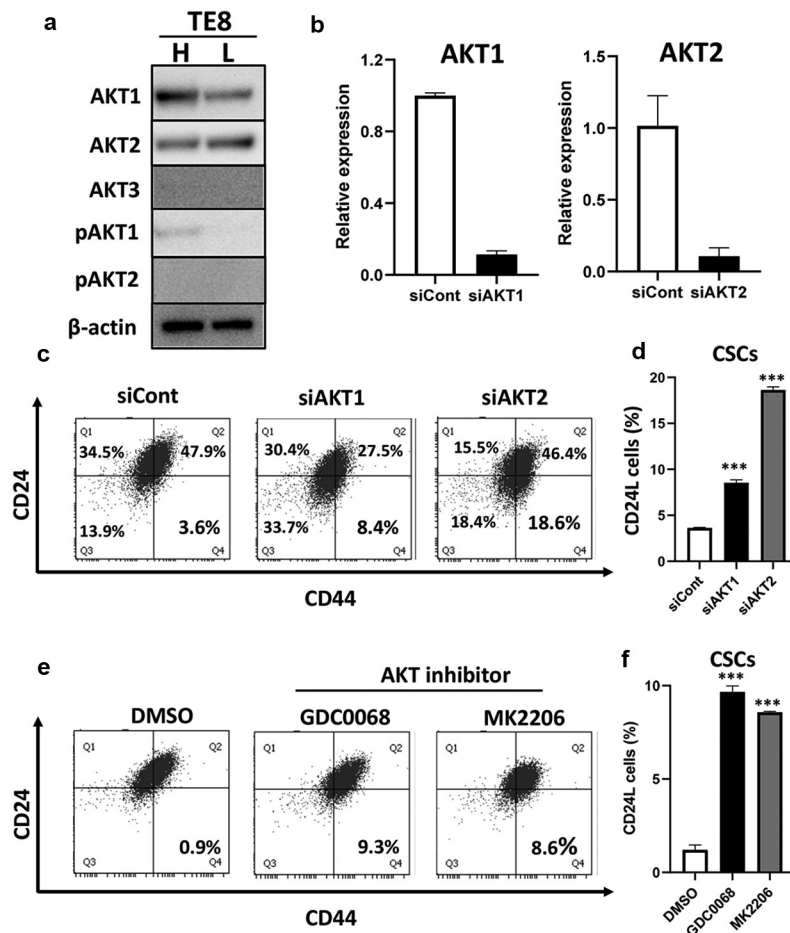 a
TE8
H L
AKT1
AKT2
AKT3
pAKT1
pAKT2
β-actin
b
AKT1
Relative expression
1.2
0.8
0.4
0.0
siCont siAKT1
AKT2
Relative expression
1.5
1.0
0.5
0.0
siCont siAKT2
c
siCont
siAKT1
siAKT2
CD24
Q1 Q2
34.5% 47.9%
13.9% 3.6%
Q3 Q4
Q1 Q2
30.4% 27.5%
33.7% 8.4%
Q3 Q4
Q1 Q2
15.5% 46.4%
18.4% 18.6%
Q3 Q4
CD44
d
CSCs
CD24L cells (%)
20
15
10
5
0
***
***
siCont
siAKT1
siAKT2
e
AKT inhibitor
DMSO
GDC0068
MK2206
CD24
Q1 Q2
0.9%
Q3 Q4
Q1 Q2
9.3%
Q3 Q4
Q1 Q2
8.6%
Q3 Q4
CD44
f
CSCs
CD24L cells (%)
10
5
0
***
***
DMSO
GDC0068
MK2206